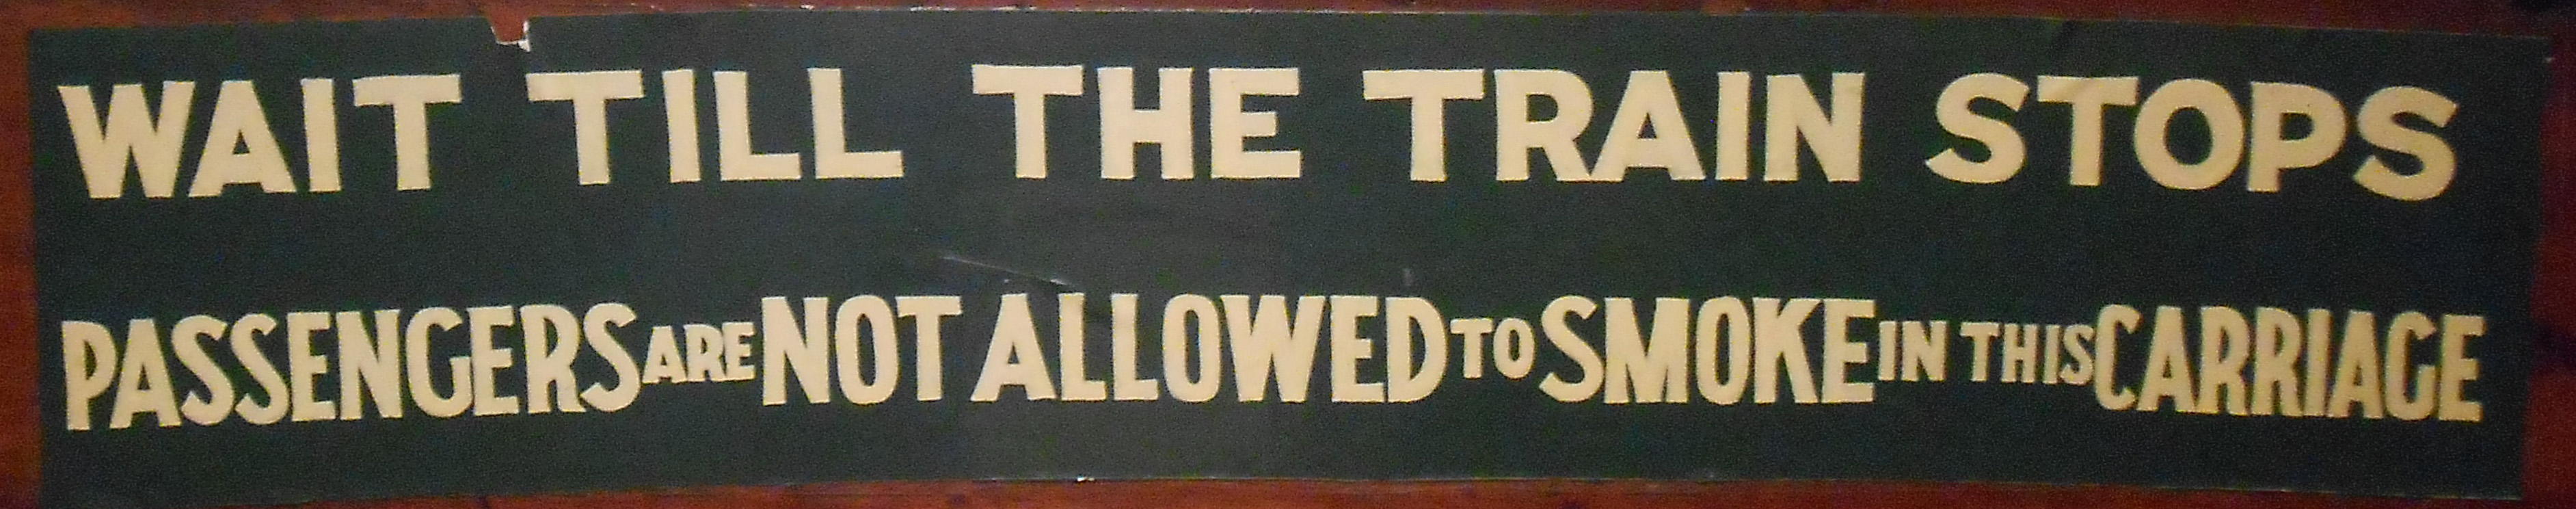 WAIT TILL THE TRAIN STOPS
PASSENGERS ARE NOT ALLOWED TO SMOKE IN THIS CARRIAGE